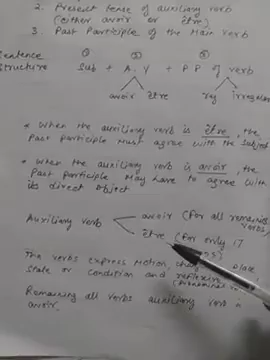 2. Present tense of auxiliary verb
(either avoir or être)
3. Past Participle of the Main Verb
Sentence Structure
① ② ③
Sub + A.V + P.P of verb
avoir être reg irregular
* When the auxiliary verb is être, the
Past Participle must agree with the subject
* When the auxiliary verb is avoir, the
Past Participle May have to agree with
its direct object
Auxiliary verb
avoir (For all remaining verbs)
être (For only 17
The verbs express Motion, place,
State or Condition and reflexive
Remaining all verbs auxiliary verb is
avoir.